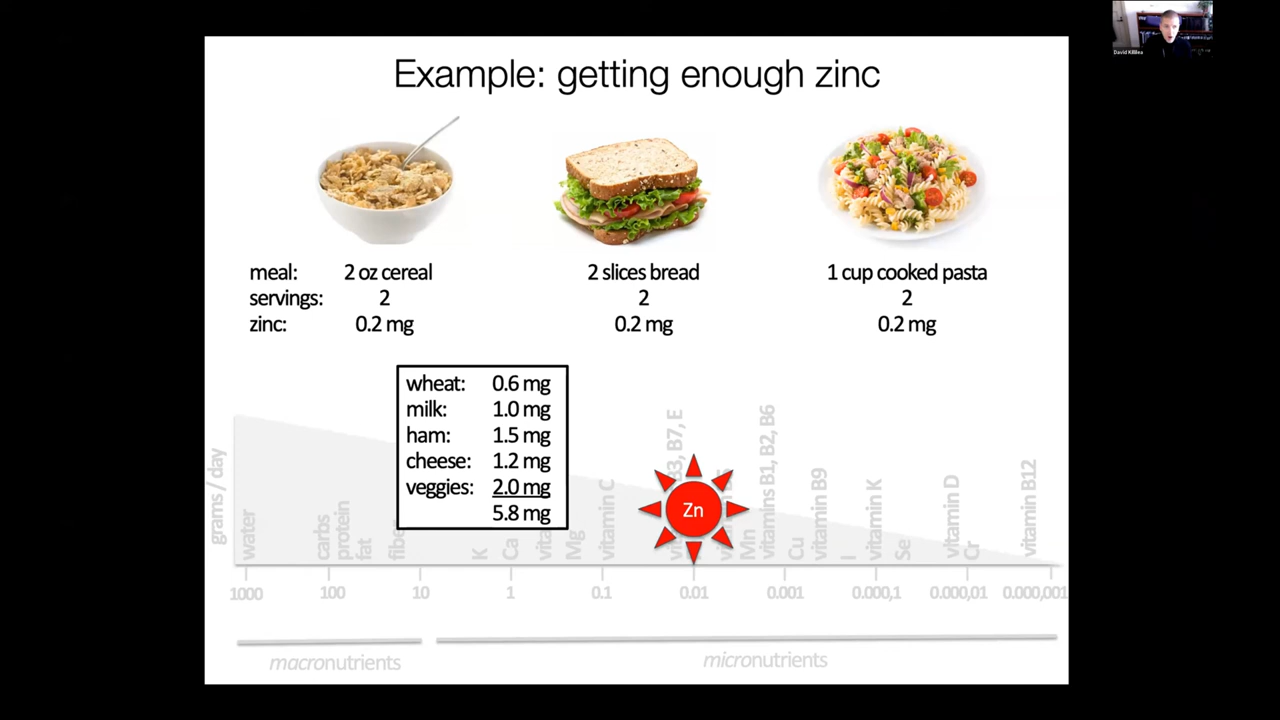 David Killilea
Example: getting enough zinc
meal: 2 oz cereal 2 slices bread 1 cup cooked pasta
servings: 2 2 2
zinc: 0.2 mg 0.2 mg 0.2 mg
wheat: 0.6 mg
milk: 1.0 mg
ham: 1.5 mg
cheese: 1.2 mg
veggies: 2.0 mg
5.8 mg
grams / day
water
carbs
protein
fat
K
Ca
Mg
vitamin C
B3, B7, E
Zn
Mn
vitamins B1, B2, B6
Cu
vitamin B9
I
vitamin K
Se
vitamin D
Cr
vitamin B12
1000 100 10 1 0.1 0.01 0.001 0.000,1 0.000,01 0.000,001
macronutrients micronutrients